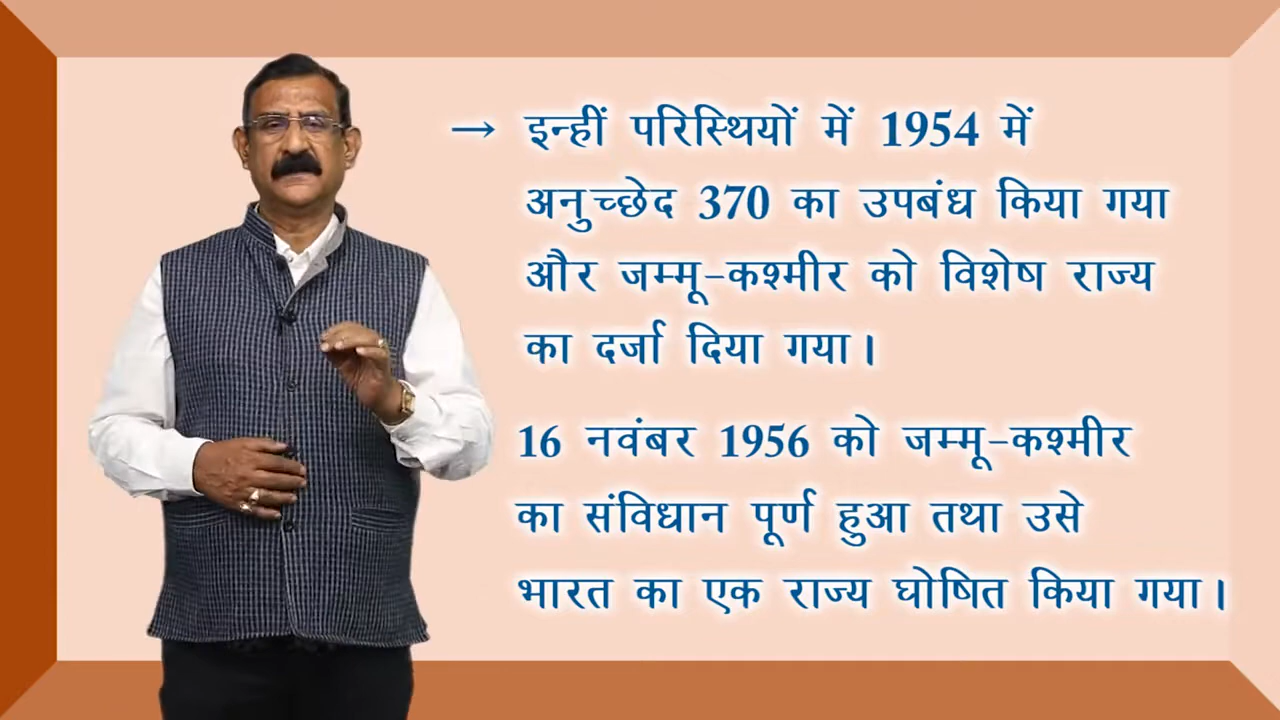 → इन्हीं परिस्थियों में 1954 में
अनुच्छेद 370 का उपबंध किया गया
और जम्मू-कश्मीर को विशेष राज्य
का दर्जा दिया गया।
16 नवंबर 1956 को जम्मू-कश्मीर
का संविधान पूर्ण हुआ तथा उसे
भारत का एक राज्य घोषित किया गया।